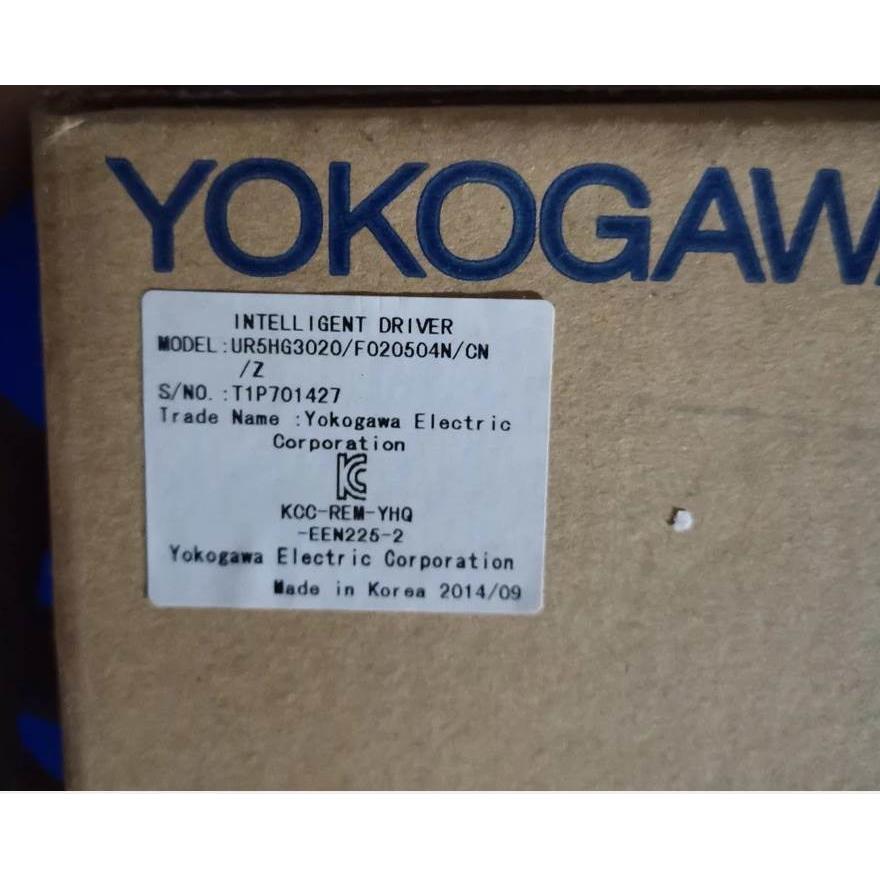 YOKOGAWA
INTELLIGENT DRIVER
MODEL:UR5HG3020/F020504N/CN
/Z
S/NO.:T1P701427
Trade Name :Yokogawa Electric
Corporation
KCC-REM-YHQ
-EEN225-2
Yokogawa Electric Corporation
Made in Korea 2014/09